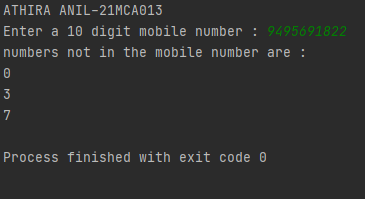 ATHIRA ANIL-21MCA013
Enter a 10 digit mobile number : 9495691822
numbers not in the mobile number are :
0
3
7
Process finished with exit code 0